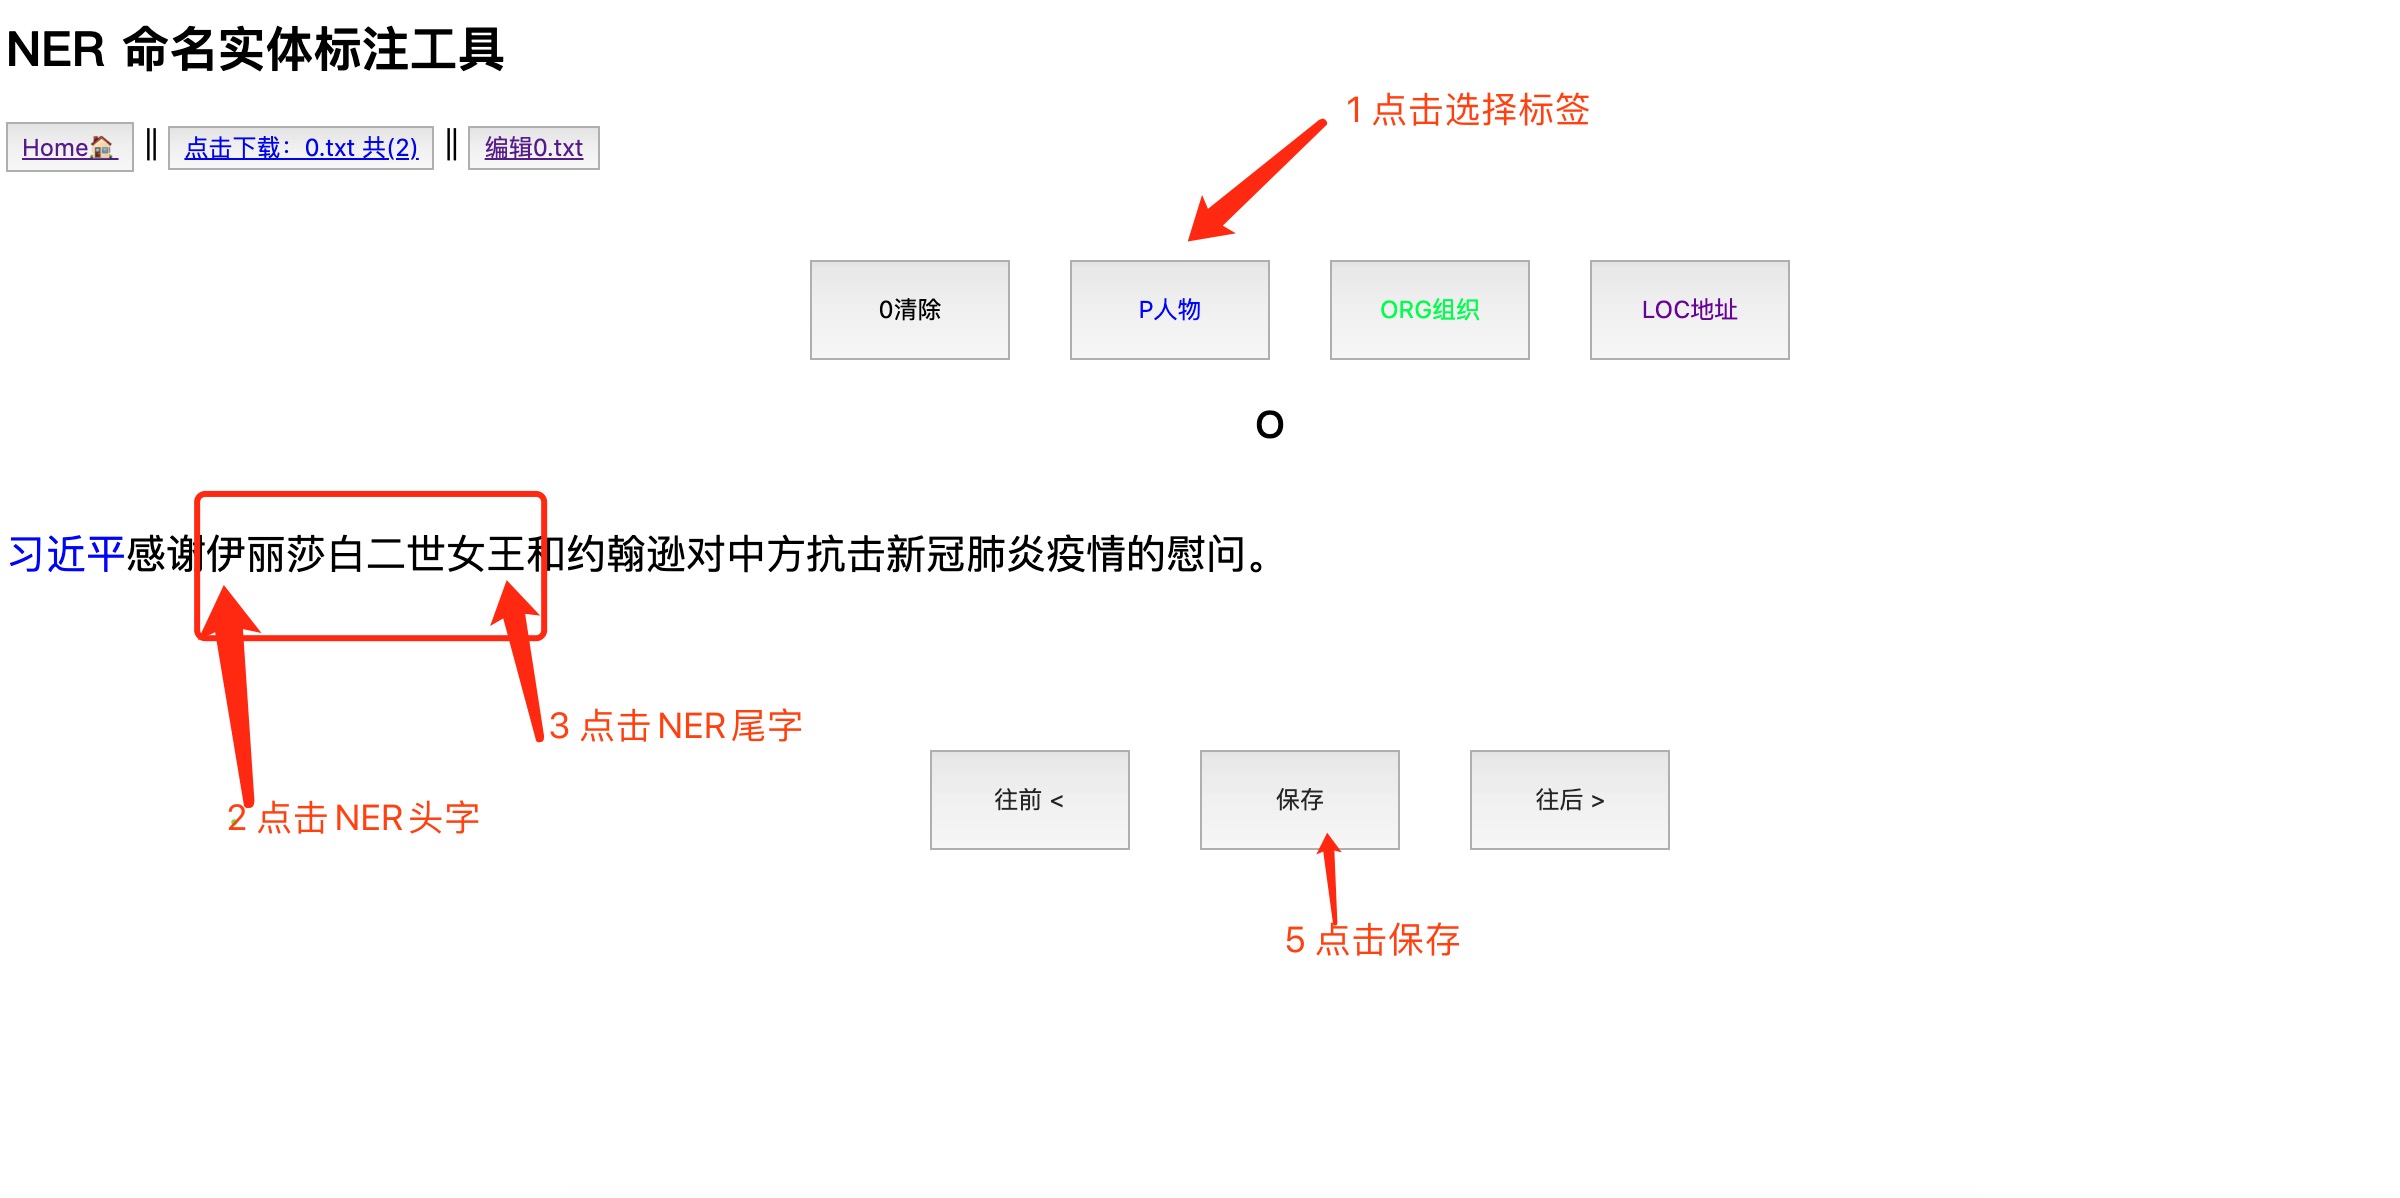 NER 命名实体标注工具
1 点击选择标签
Home🏠 || 点击下载：0.txt 共(2) || 编辑0.txt
0清除 P人物 ORG组织 LOC地址
O
习近平感谢伊丽莎白二世女王和约翰逊对中方抗击新冠肺炎疫情的慰问。
3 点击NER尾字
2 点击NER头字
往前 < 保存 往后 >
5 点击保存